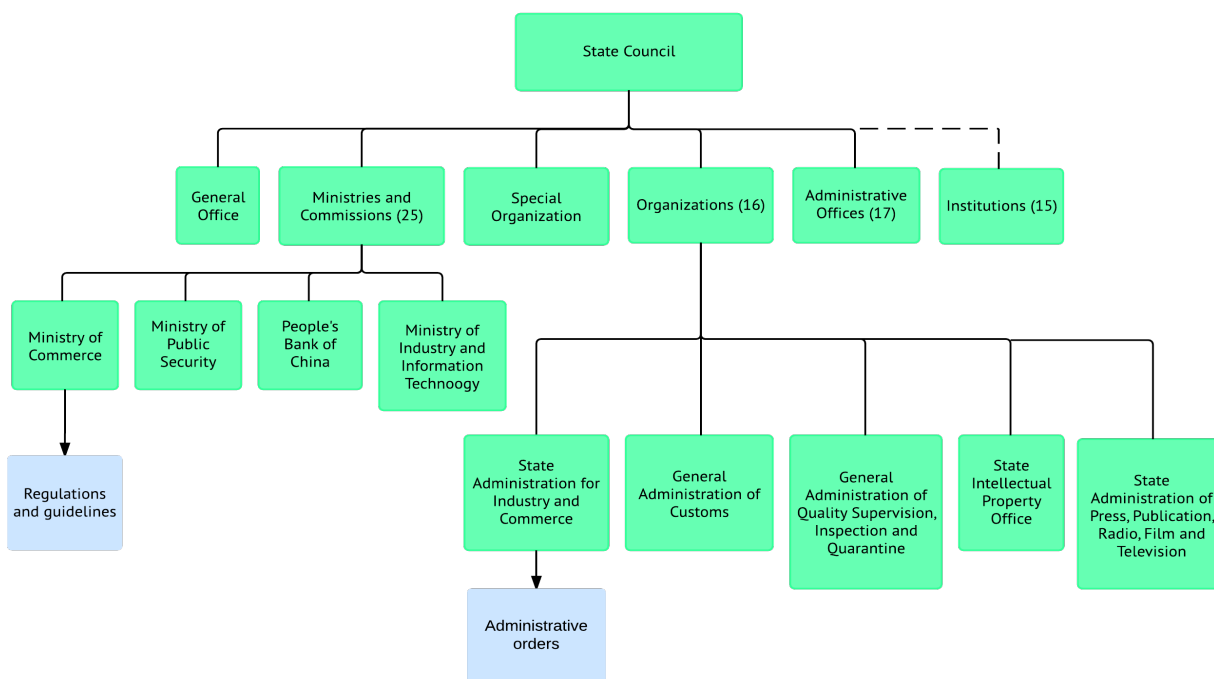 State Council
General
Office
Ministries and
Commissions (25)
Special
Organization
Organizations (16)
Administrative
Offices (17)
Institutions (15)
Ministry of
Commerce
Ministry of
Public
Security
People's
Bank of
China
Ministry of
Industry and
Information
Technoogy
Regulations
and guidelines
State
Administration for
Industry and
Commerce
General
Administration of
Customs
General
Administration of
Quality Supervision,
Inspection and
Quarantine
State
Intellectual
Property
Office
State
Administration of
Press, Publication,
Radio, Film and
Television
Administrative
orders